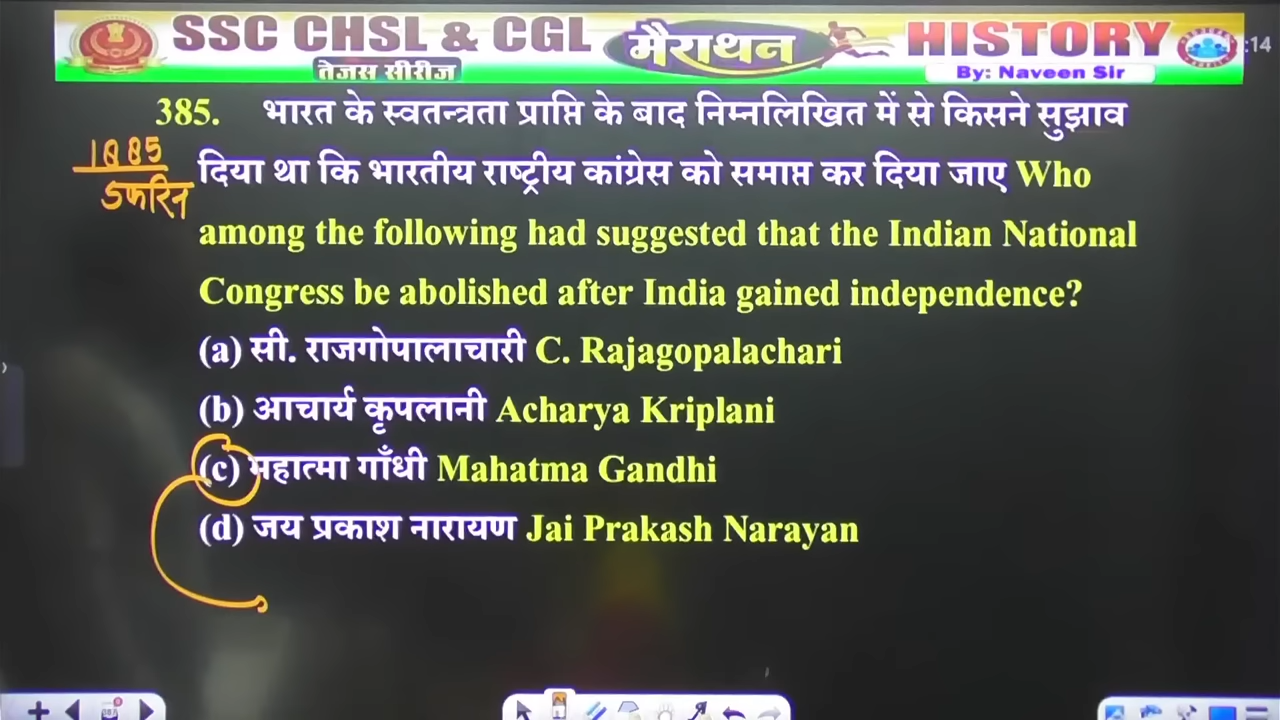 SSC CHSL & CGL मैराथन HISTORY
तेजस सीरीज By: Naveen Sir
:14
385. भारत के स्वतन्त्रता प्राप्ति के बाद निम्नलिखित में से किसने सुझाव
1885
डफरिन
दिया था कि भारतीय राष्ट्रीय कांग्रेस को समाप्त कर दिया जाए Who
among the following had suggested that the Indian National
Congress be abolished after India gained independence?
(a) सी. राजगोपालाचारी C. Rajagopalachari
(b) आचार्य कृपलानी Acharya Kriplani
(c) महात्मा गाँधी Mahatma Gandhi
(d) जय प्रकाश नारायण Jai Prakash Narayan